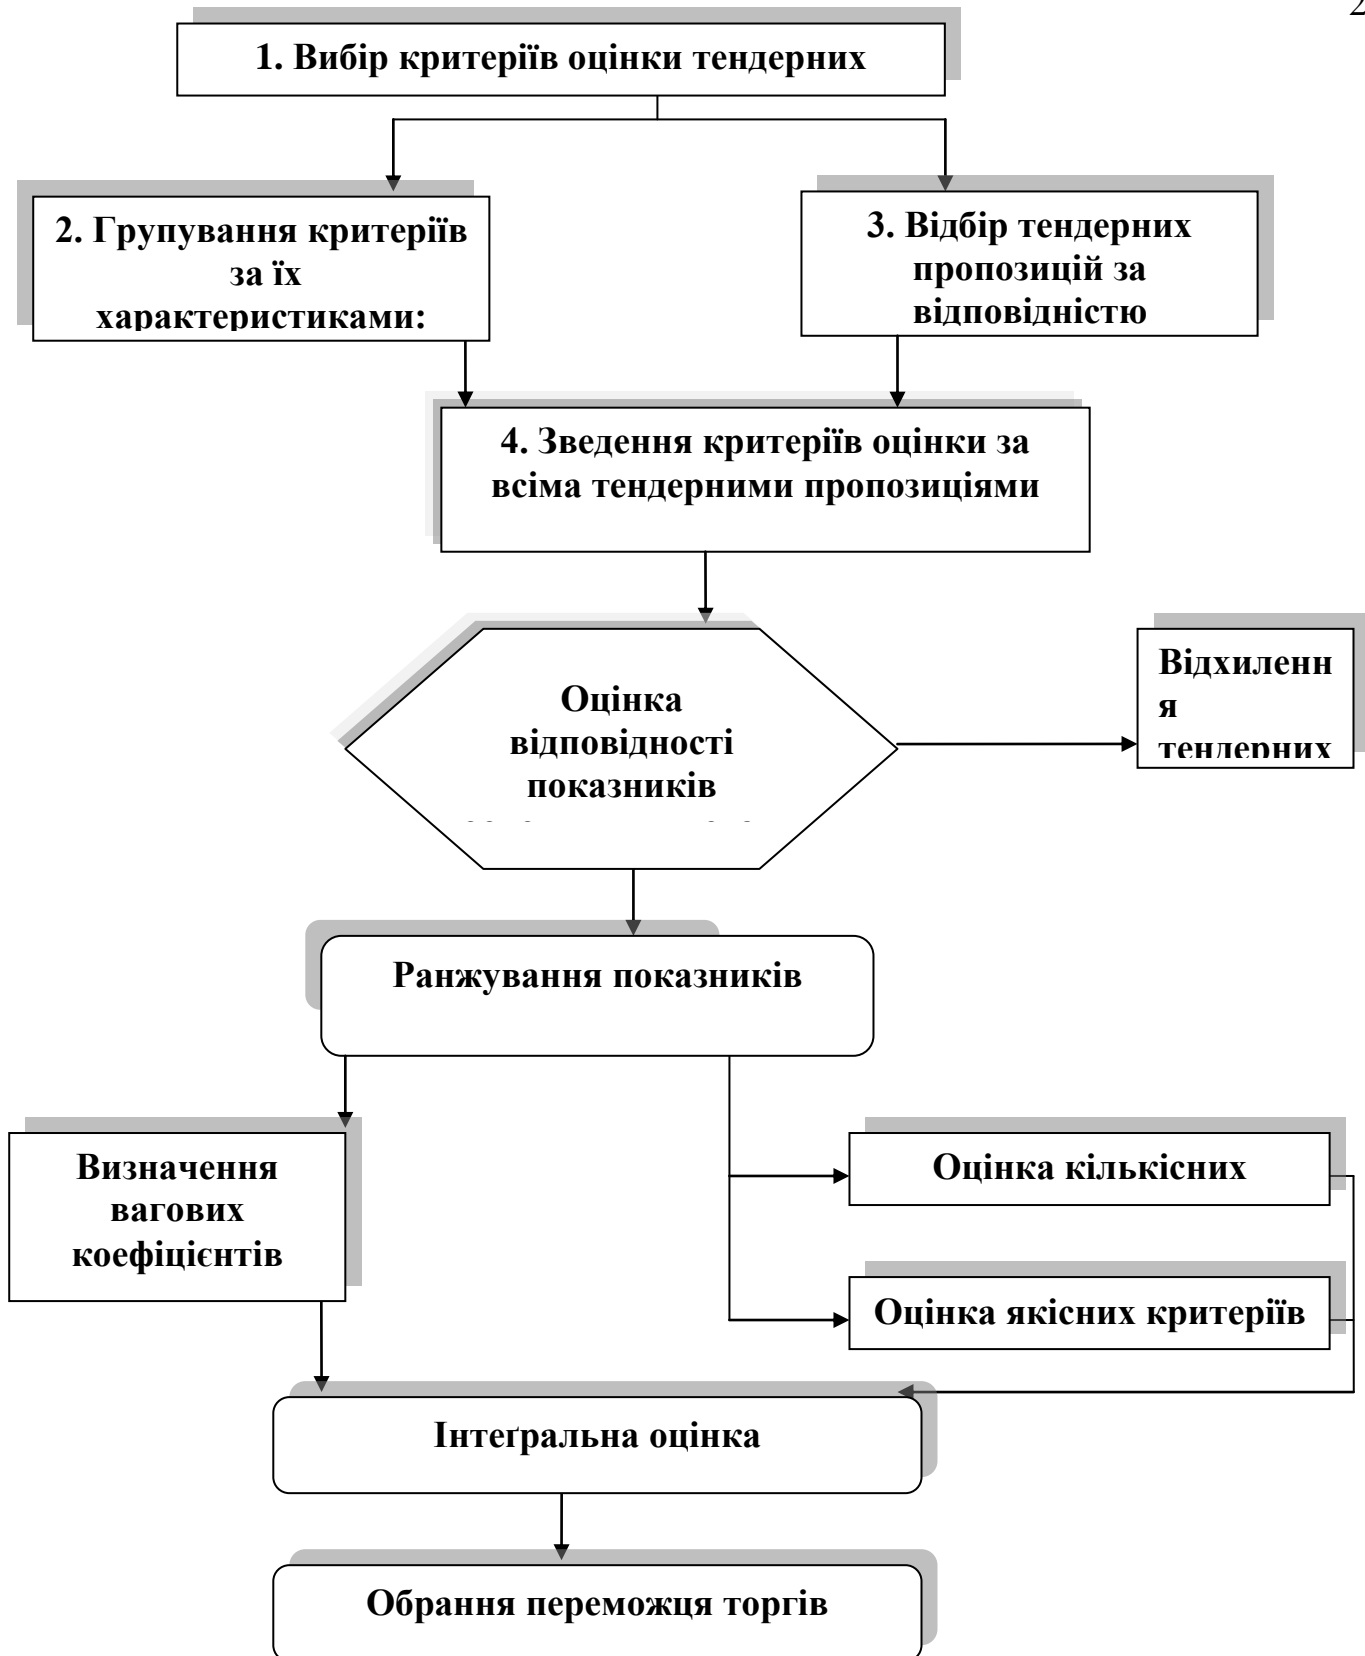 2
1. Вибір критеріїв оцінки тендерних
2. Групування критеріїв
за їх
характеристиками:
3. Відбір тендерних
пропозицій за
відповідністю
4. Зведення критеріїв оцінки за
всіма тендерними пропозиціями
Оцінка
відповідності
показників
Відхиленн
я
тендерних
Ранжування показників
Визначення
вагових
коефіцієнтів
Оцінка кількісних
Оцінка якісних критеріїв
Інтеґральна оцінка
Обрання переможця торгів